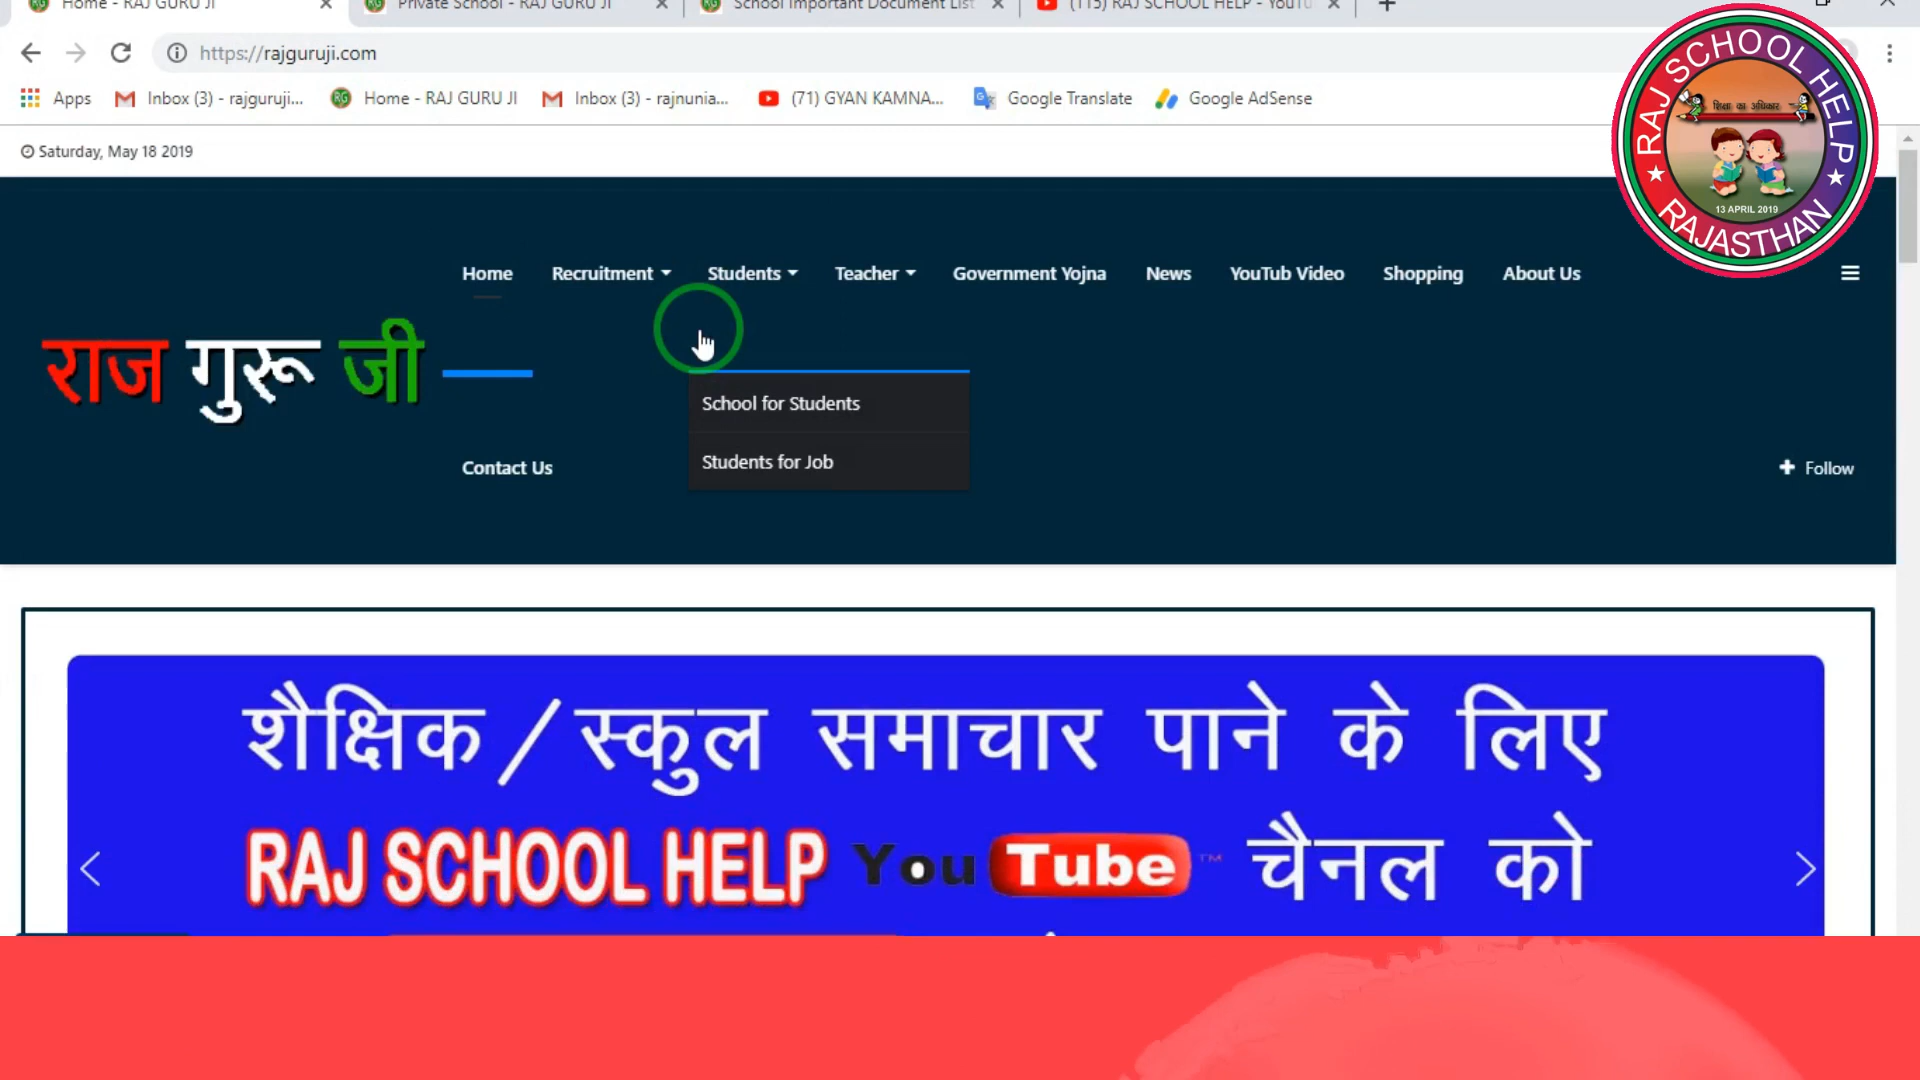 Home - RAJ GURU JI
Private School - RAJ GURU JI
School Important Document List
(115) RAJ SCHOOL HELP - YouTu
https://rajguruji.com
Apps
Inbox (3) - rajguruji...
Home - RAJ GURU JI
Inbox (3) - rajnunia...
(71) GYAN KAMNA...
Google Translate
Google AdSense
Saturday, May 18 2019
RAJ SCHOOL HELP
शिक्षा का अधिकार
13 APRIL 2019
RAJASTHAN
Home
Recruitment
Students
Teacher
Government Yojna
News
YouTub Video
Shopping
About Us
राज गुरू जी
School for Students
Students for Job
Contact Us
Follow
शैक्षिक/स्कुल समाचार पाने के लिए
RAJ SCHOOL HELP YouTube™ चैनल को